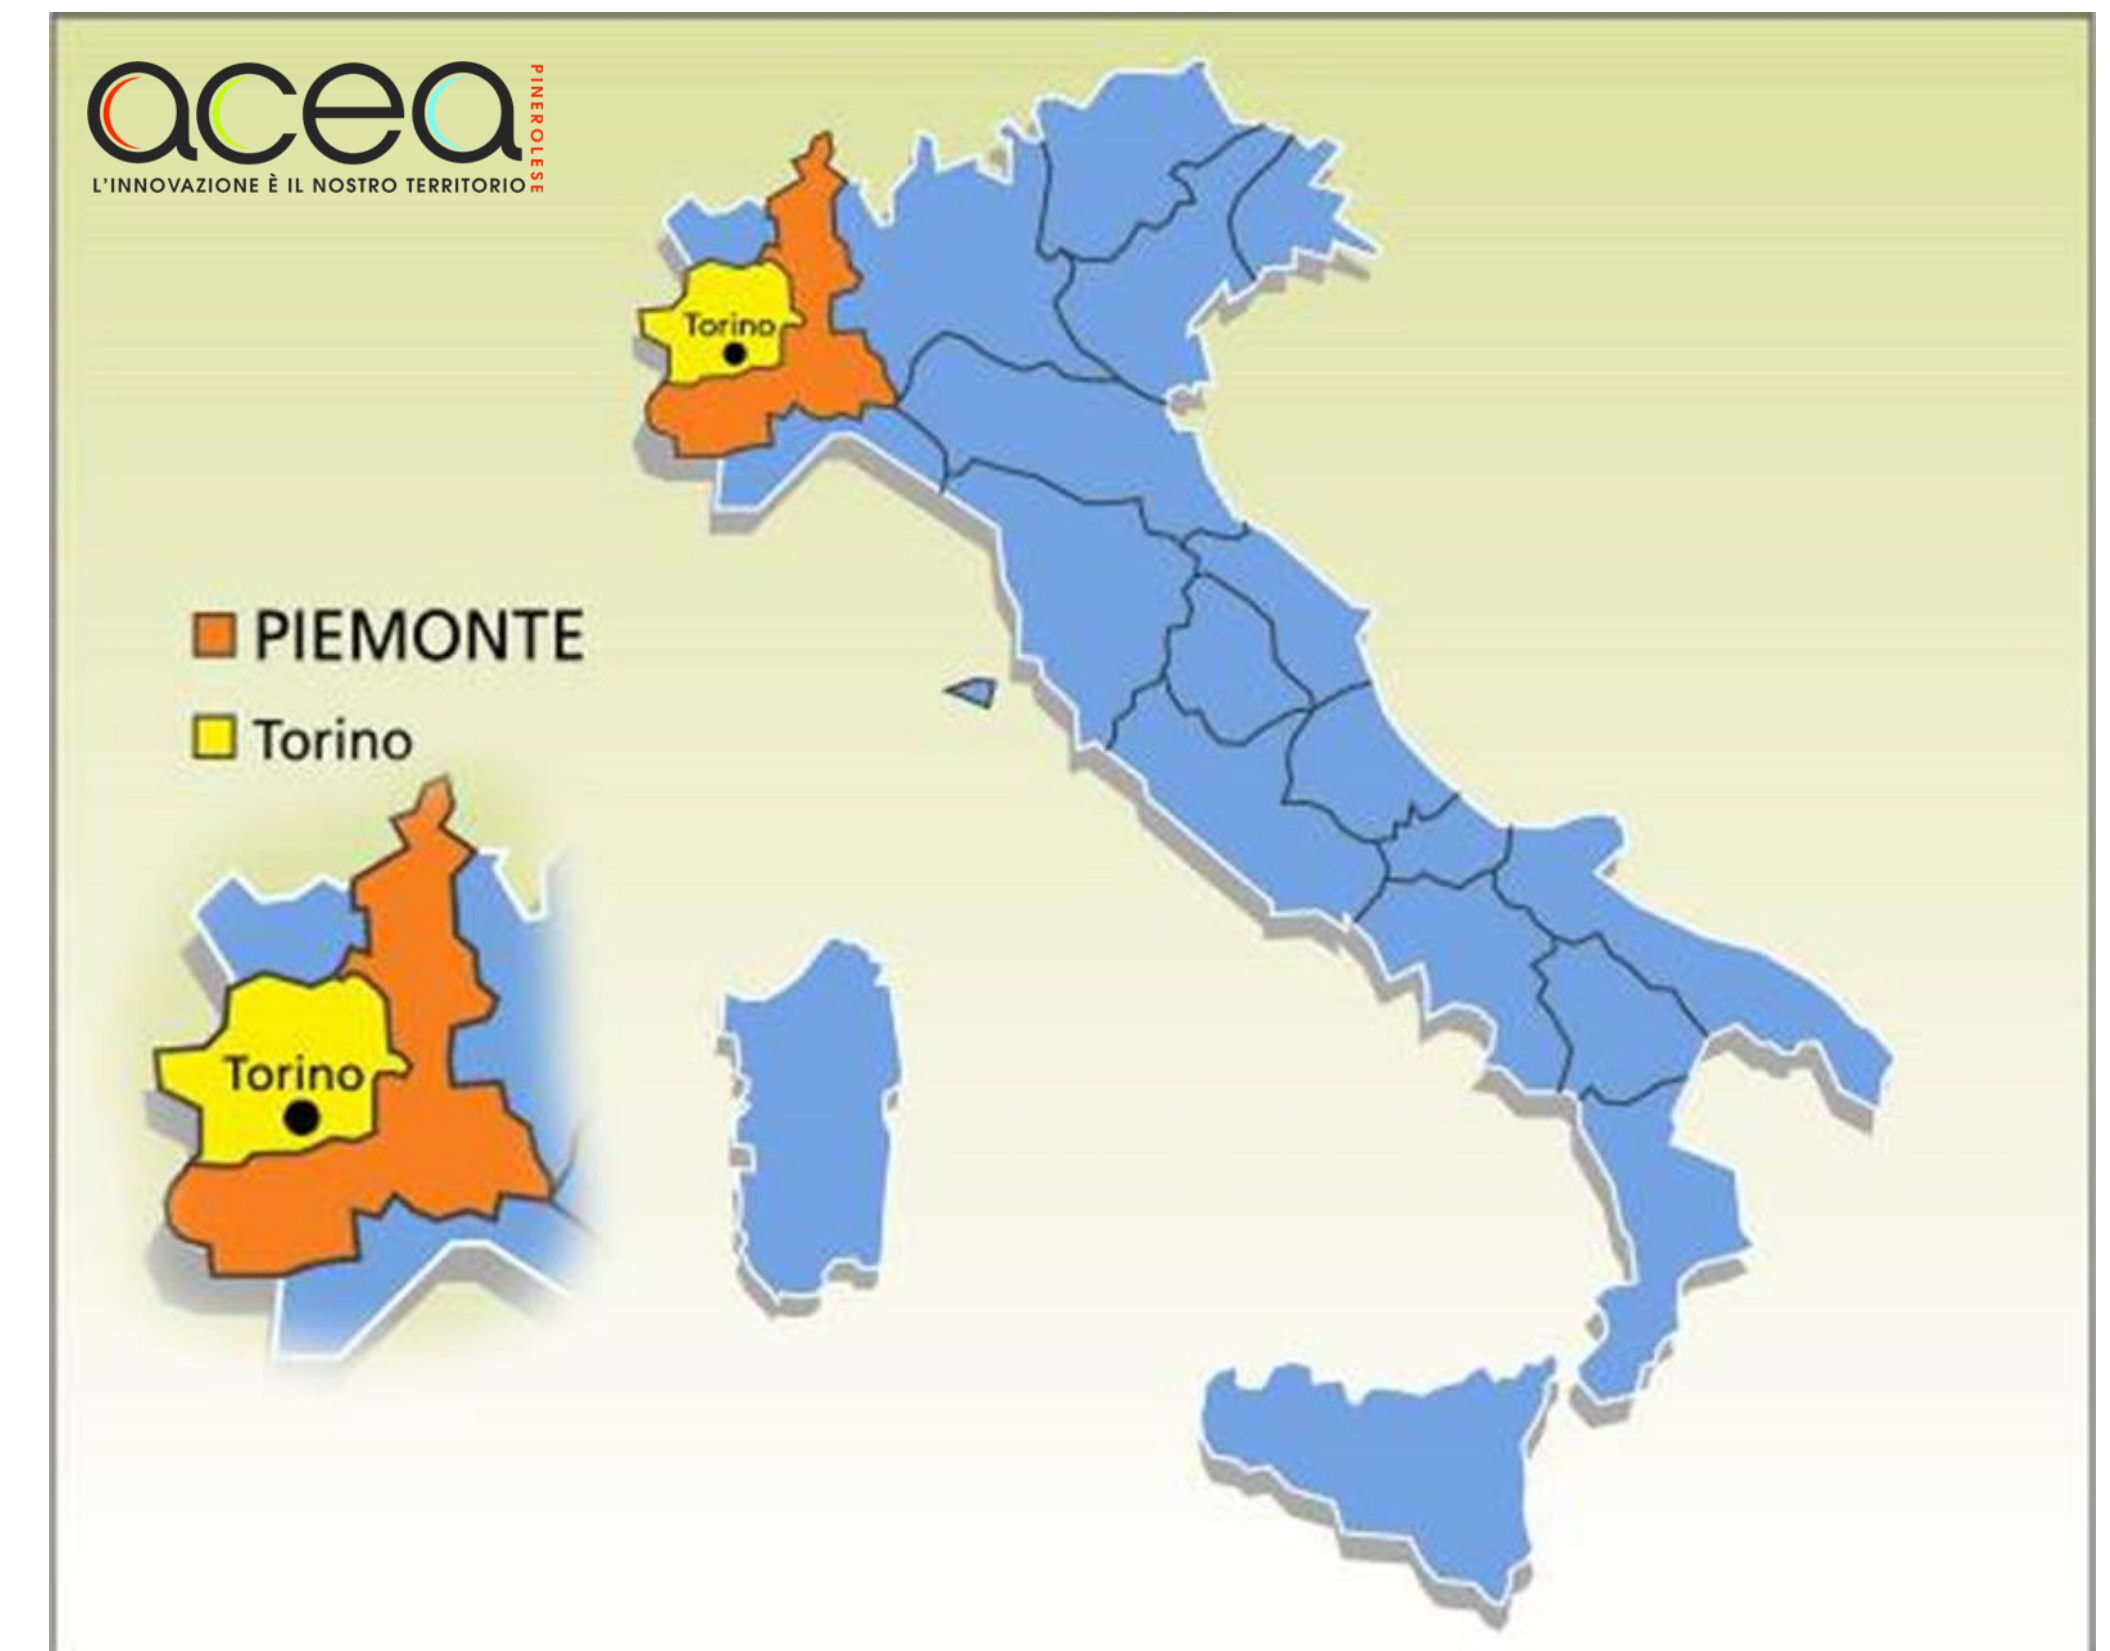 acea
PINEROLESE
L'INNOVAZIONE È IL NOSTRO TERRITORIO
Torino
PIEMONTE
Torino
Torino